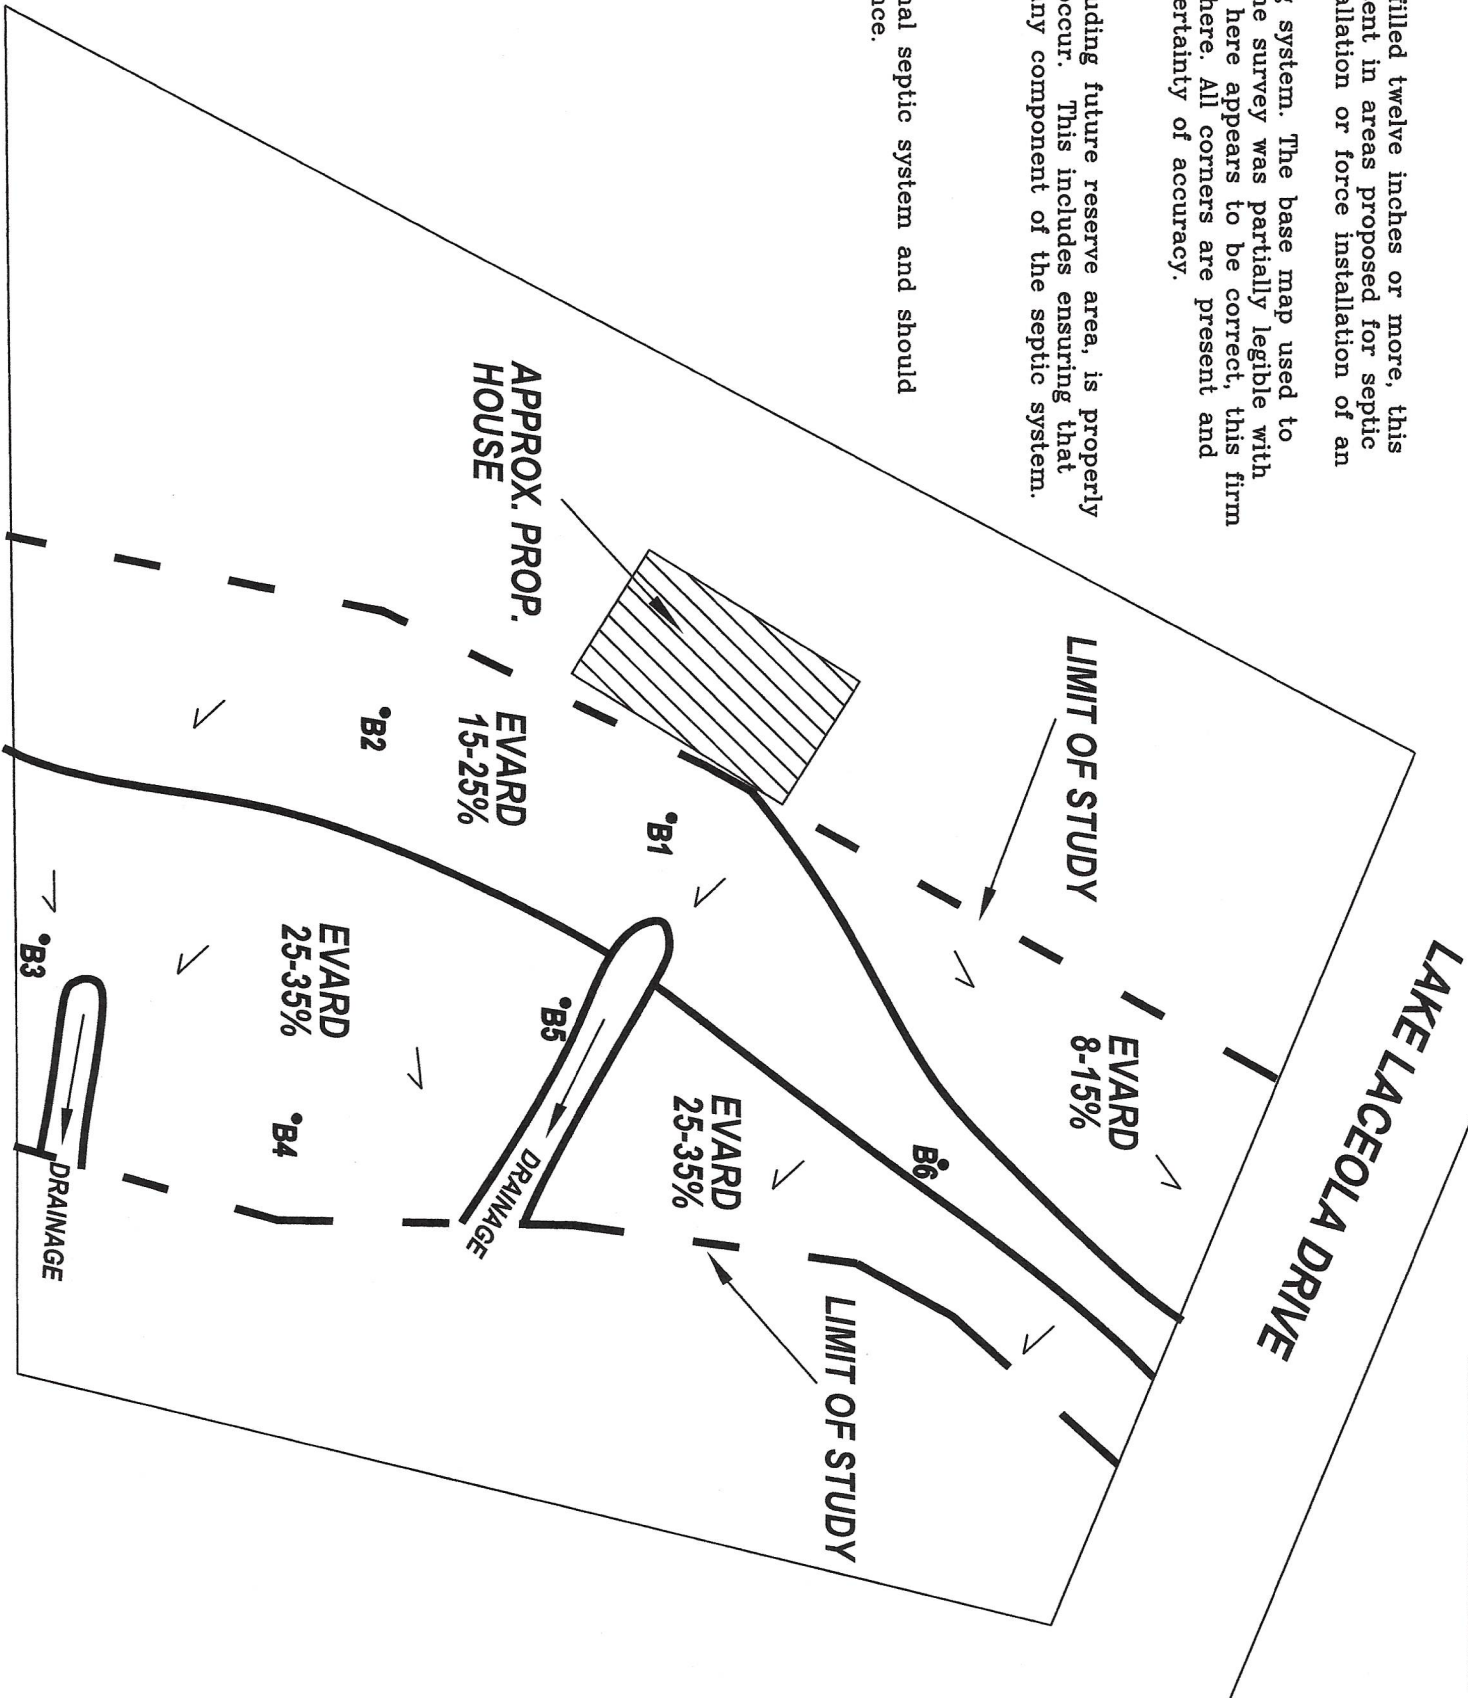 filled twelve inches or more, this
ent in areas proposed for septic
allation or force installation of an
g system. The base map used to
ne survey was partially legible with
here appears to be correct, this firm
here. All corners are present and
ertainty of accuracy.
uding future reserve area, is properly
occur. This includes ensuring that
any component of the septic system.
nal septic system and should
nce.
LAKE LACEOLA DRIVE
LIMIT OF STUDY
EVARD
8-15%
APPROX. PROP.
HOUSE
B1
B6
EVARD
15-25%
B2
EVARD
25-35%
LIMIT OF STUDY
B5
DRAINAGE
EVARD
25-35%
B4
B3
DRAINAGE